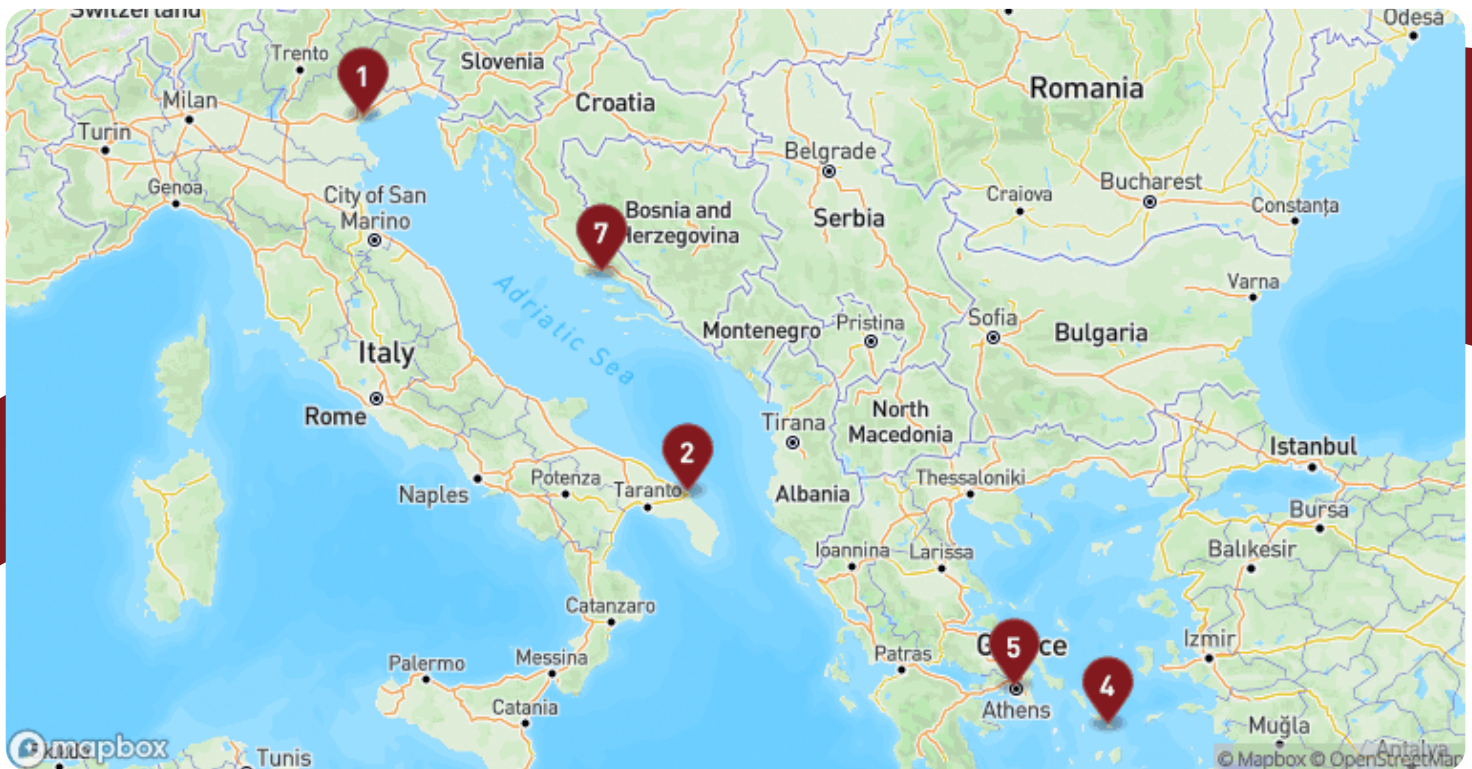 Switzerland
Odesa
Trento
1
Slovenia
Milan
Croatia
Romania
Turin
Belgrade
Genoa
City of San
Marino
Craiova
Bucharest
Constanța
7
Bosnia and
Herzegovina
Serbia
Adriatic Sea
Varna
Montenegro
Pristina
Sofia
Bulgaria
Italy
Rome
Tirana
North
Macedonia
2
Istanbul
Naples
Potenza
Taranto
Albania
Thessaloniki
Bursa
Ioannina
Larissa
Balıkesir
Catanzaro
Palermo
Messina
Patras
5
Izmir
4
Catania
Athens
Muğla
mapbox
Tunis
Antalya
© Mapbox © OpenStreetMap